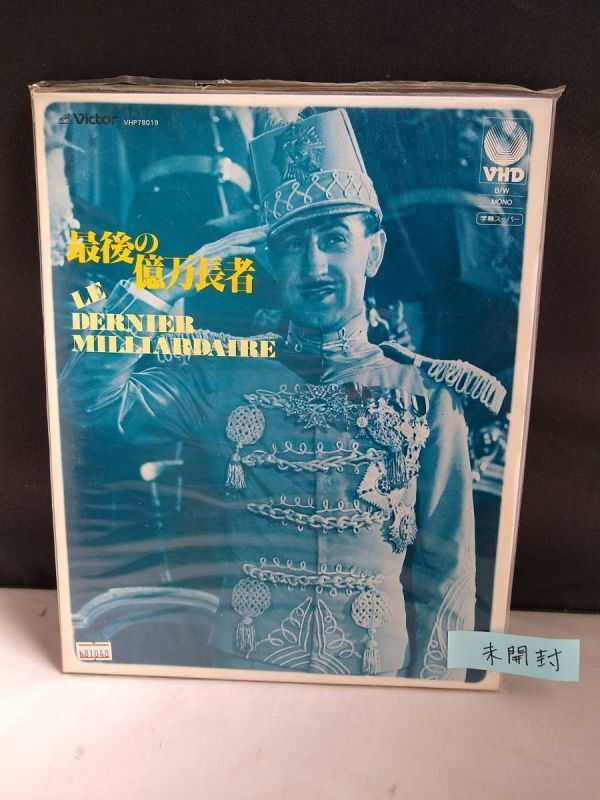 Victor VHP78019
VHD
B/W
MONO
字幕スーパー
最後の
億万長者
LE
DERNIER
MILLIARDAIRE
未開封